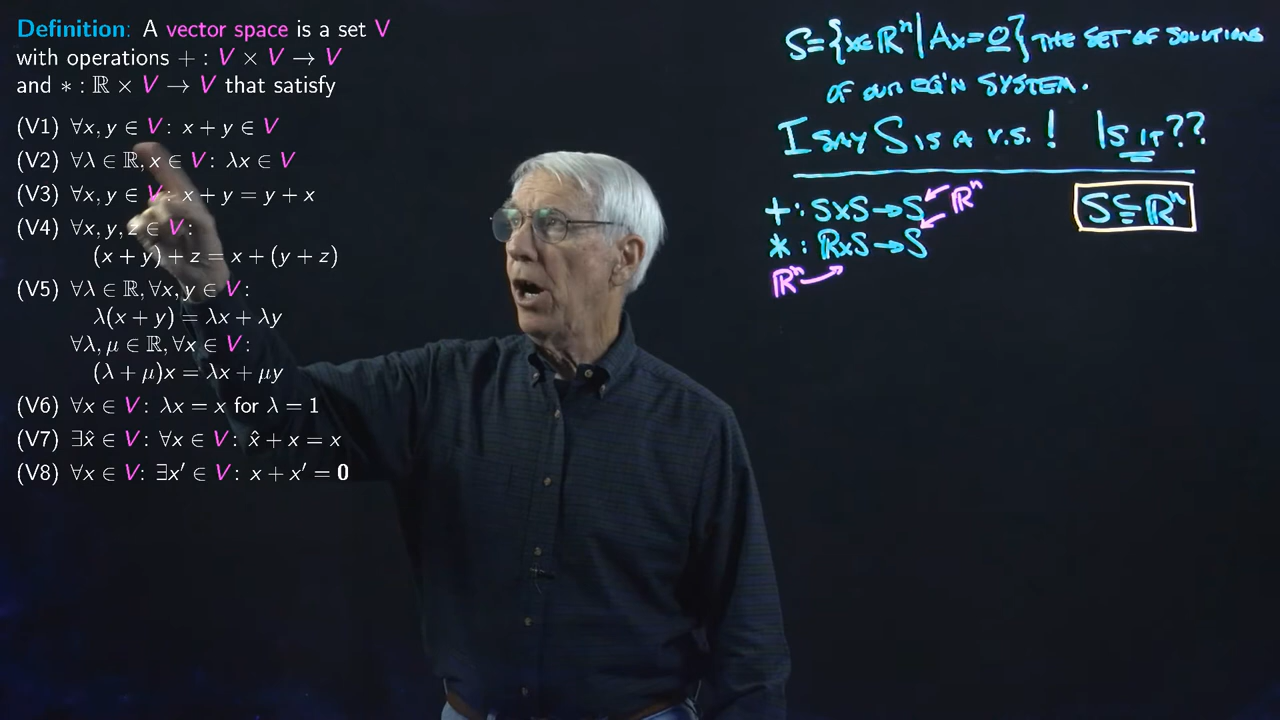 Definition: A vector space is a set V
with operations + : V × V → V
and ∗ : ℝ × V → V that satisfy
(V1) ∀x, y ∈ V: x + y ∈ V
(V2) ∀λ ∈ ℝ, x ∈ V: λx ∈ V
(V3) ∀x, y ∈ V: x + y = y + x
(V4) ∀x, y, z ∈ V:
(x + y) + z = x + (y + z)
(V5) ∀λ ∈ ℝ, ∀x, y ∈ V:
λ(x + y) = λx + λy
∀λ, μ ∈ ℝ, ∀x ∈ V:
(λ + μ)x = λx + μy
(V6) ∀x ∈ V: λx = x for λ = 1
(V7) ∃x̂ ∈ V: ∀x ∈ V: x̂ + x = x
(V8) ∀x ∈ V: ∃x′ ∈ V: x + x′ = 0
S = {x∈ℝⁿ | Ax = 0} THE SET OF SOLUTIONS
OF OUR EQ'N SYSTEM.
I SAY S IS A V.S.! IS IT??
+ : S×S → S ← ℝⁿ
∗ : ℝ×S → S
ℝⁿ →
S ⊆ ℝⁿ